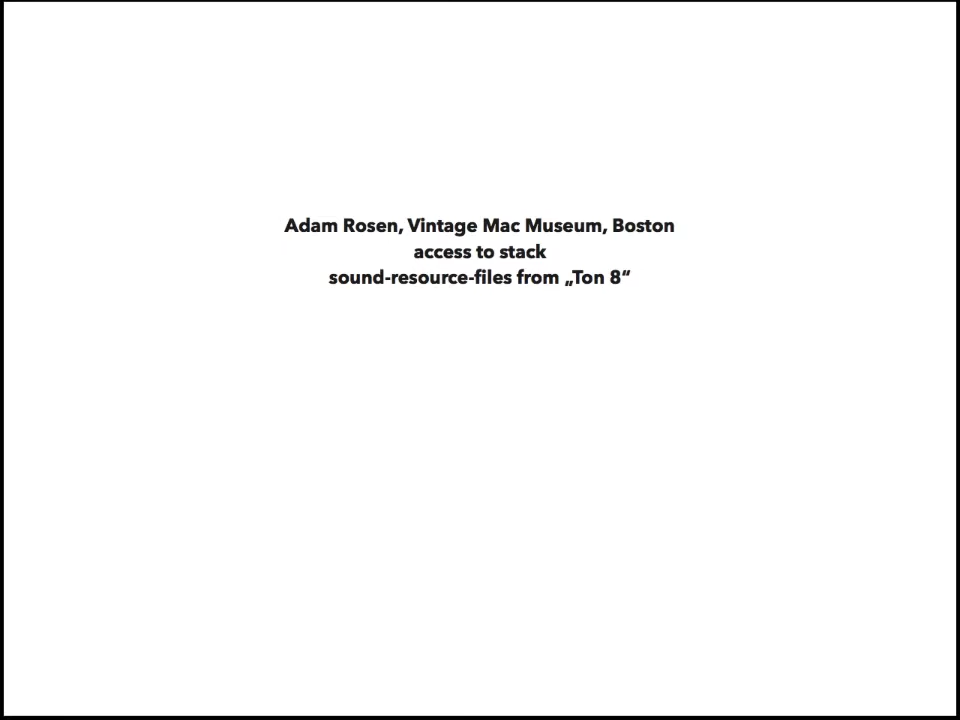 Adam Rosen, Vintage Mac Museum, Boston
access to stack
sound-resource-files from „Ton 8“